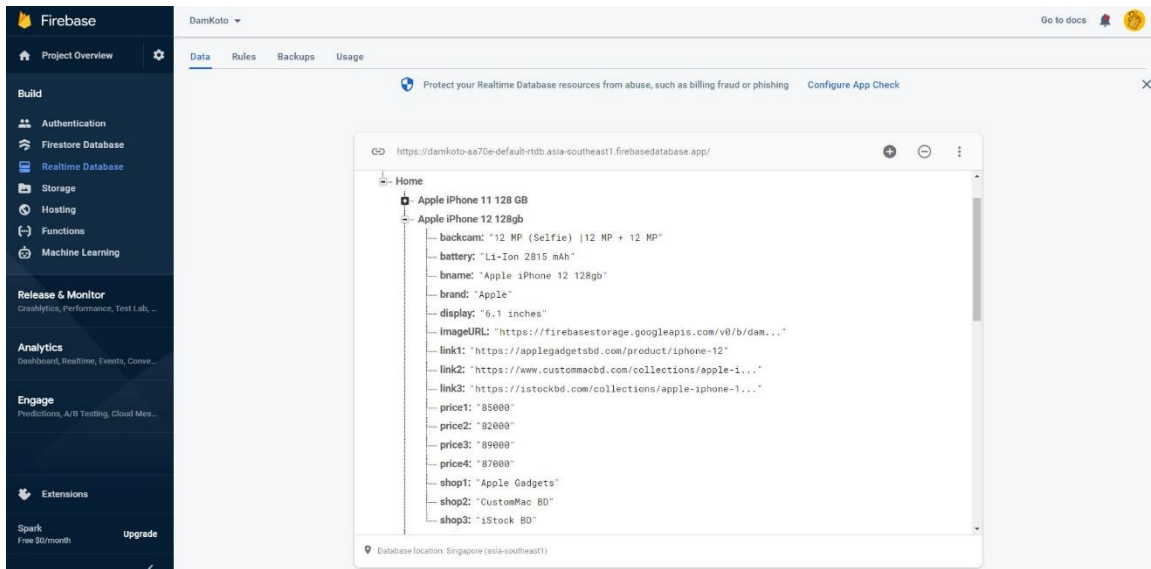 Firebase
DamKoto
Go to docs
Project Overview
Data Rules Backups Usage
Protect your Realtime Database resources from abuse, such as billing fraud or phishing Configure App Check
Build
Authentication
Firestore Database
Realtime Database
Storage
Hosting
Functions
Machine Learning
Release & Monitor
Crashlytics, Performance, Test Lab, ...
Analytics
Dashboard, Realtime, Events, Conve...
Engage
Predictions, A/B Testing, Cloud Mes...
Extensions
Spark
Free $0/month
Upgrade
https://damkoto-aa70e-default-rtdb.asia-southeast1.firebasedatabase.app/
Home
Apple iPhone 11 128 GB
Apple iPhone 12 128gb
backcam: "12 MP (Selfie) |12 MP + 12 MP"
battery: "Li-Ion 2815 mAh"
bname: "Apple iPhone 12 128gb"
brand: "Apple"
display: "6.1 inches"
imageURL: "https://firebasestorage.googleapis.com/v0/b/dam..."
link1: "https://applegadgetsbd.com/product/iphone-12"
link2: "https://www.custommacbd.com/collections/apple-i..."
link3: "https://istockbd.com/collections/apple-iphone-1..."
price1: "85000"
price2: "82000"
price3: "89000"
price4: "87000"
shop1: "Apple Gadgets"
shop2: "CustomMac BD"
shop3: "iStock BD"
Database location: Singapore (asia-southeast1)